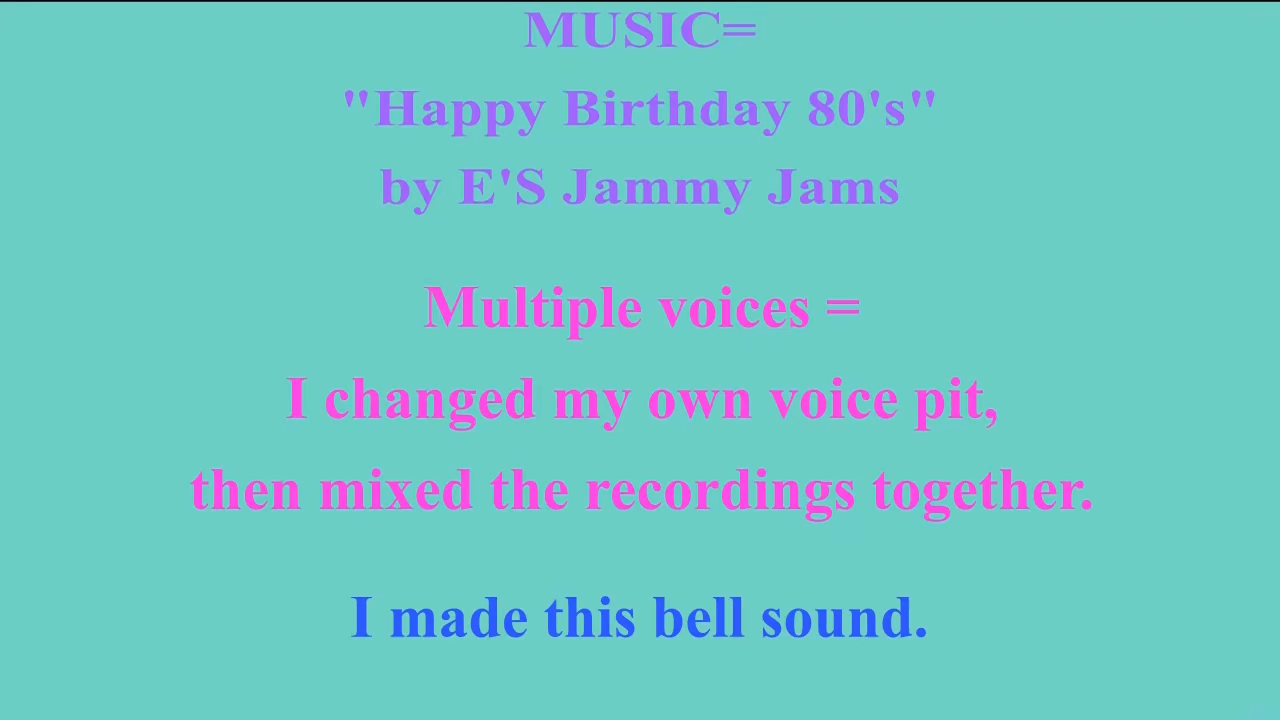 MUSIC=
"Happy Birthday 80's"
by E'S Jammy Jams
Multiple voices =
I changed my own voice pit,
then mixed the recordings together.
I made this bell sound.